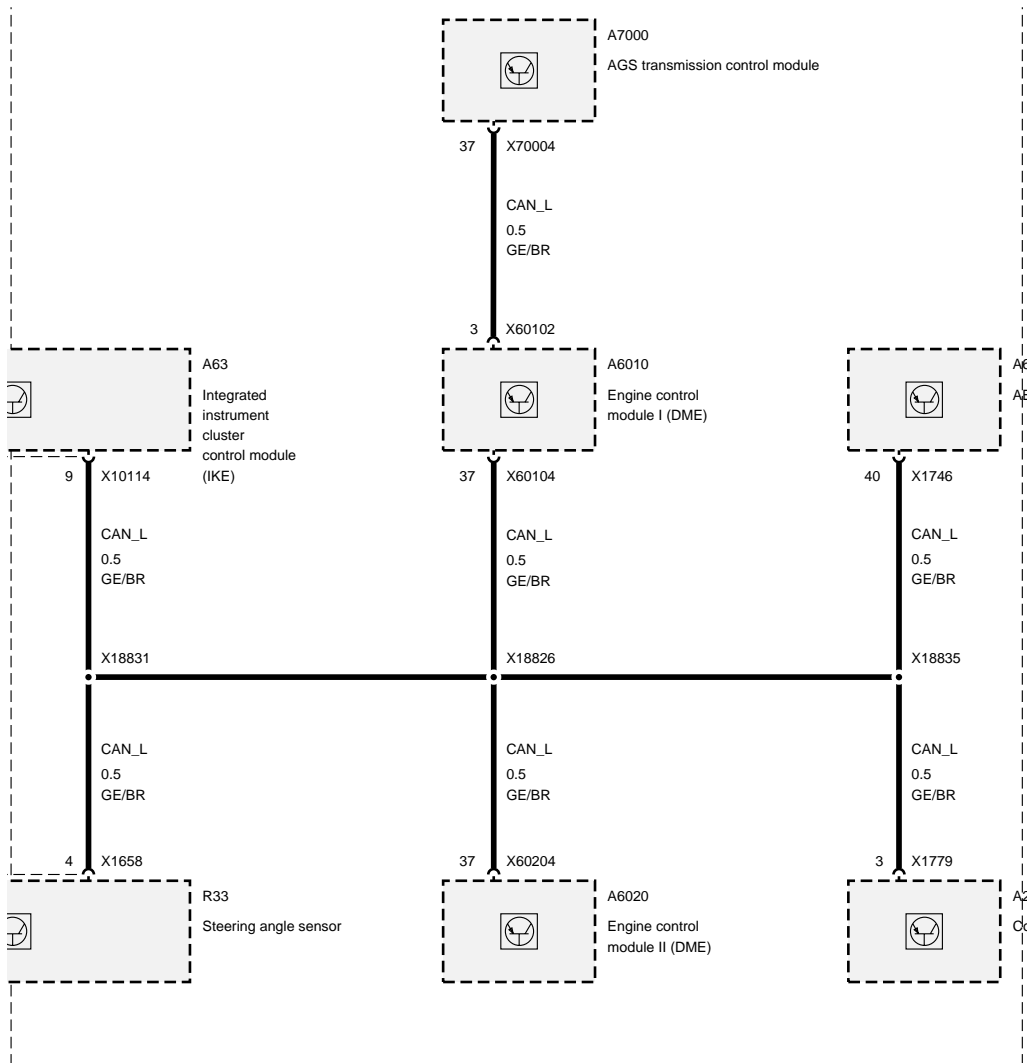 A7000
AGS transmission control module
37 X70004
CAN_L
0.5
GE/BR
3 X60102
A63
Integrated
instrument
cluster
control module
(IKE)
A6010
Engine control
module I (DME)
9 X10114
37 X60104
40 X1746
CAN_L
0.5
GE/BR
CAN_L
0.5
GE/BR
CAN_L
0.5
GE/BR
X18831
X18826
X18835
CAN_L
0.5
GE/BR
CAN_L
0.5
GE/BR
CAN_L
0.5
GE/BR
4 X1658
37 X60204
3 X1779
R33
Steering angle sensor
A6020
Engine control
module II (DME)